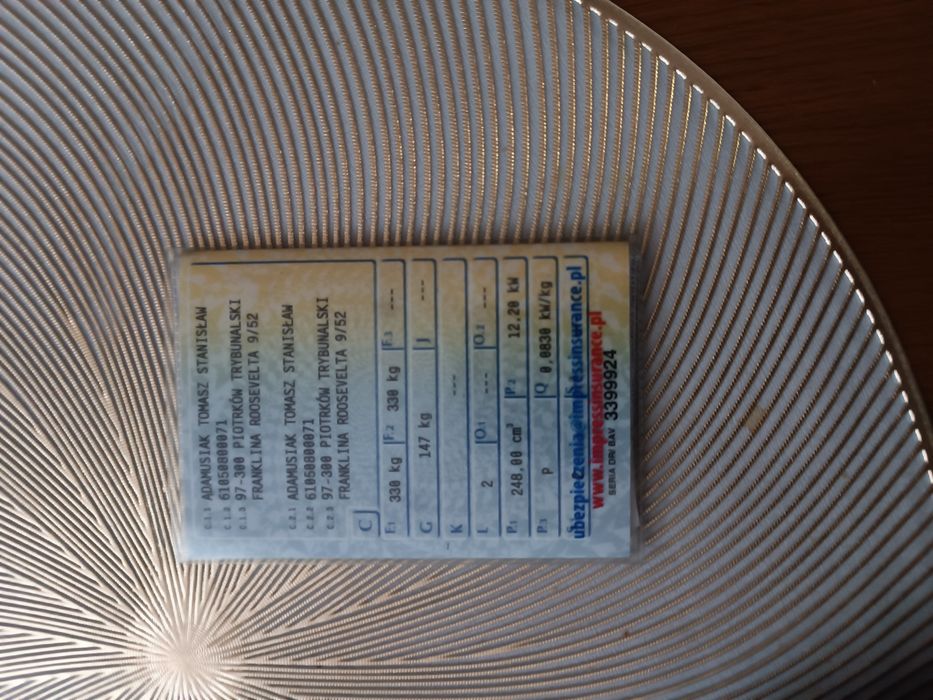 C.1.1 ADAMUSIAK TOMASZ STANISŁAW
C.1.2 61050800071
C.1.3 97-300 PIOTRKÓW TRYBUNALSKI
FRANKLINA ROOSEVELTA 9/52
C.2.1 ADAMUSIAK TOMASZ STANISŁAW
C.2.2 61050800071
C.2.3 97-300 PIOTRKÓW TRYBUNALSKI
FRANKLINA ROOSEVELTA 9/52
C
F.1 330 kg F.2 330 kg F.3 ---
G 147 kg J ---
K ---
L 2 O.1 --- O.2 ---
P.1 248,00 cm³ P.2 12,20 kW
P.3 P Q 0,0830 kW/kg
ubezpieczenia@impressinsurance.pl
www.impressinsurance.pl
SERIA DR/BAV 3399924